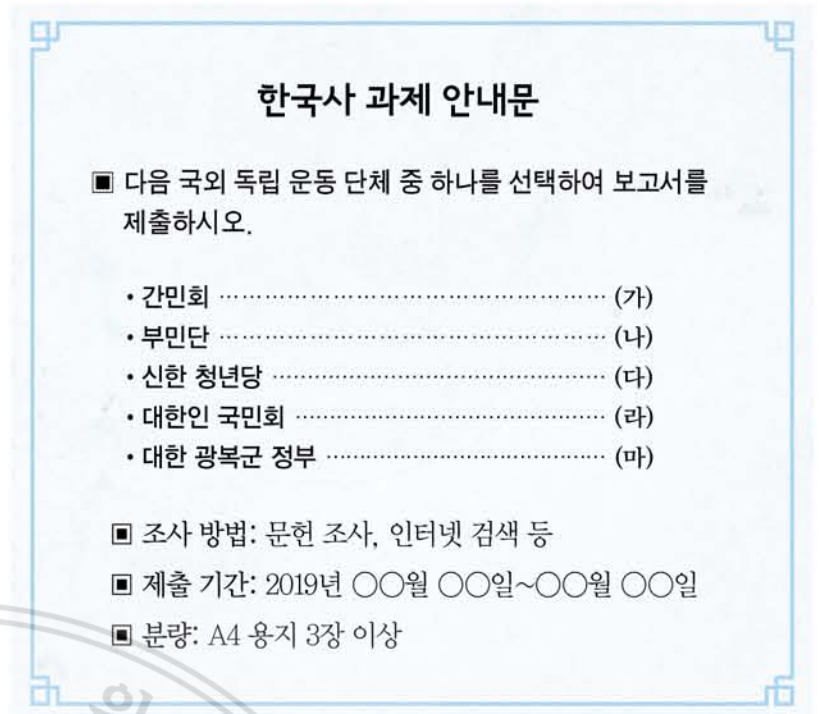 한국사 과제 안내문
▣ 다음 국외 독립 운동 단체 중 하나를 선택하여 보고서를
제출하시오.
• 간민회 ……………………………………………… (가)
• 부민단 ……………………………………………… (나)
• 신한 청년당 ……………………………………… (다)
• 대한인 국민회 …………………………………… (라)
• 대한 광복군 정부 ……………………………… (마)
▣ 조사 방법: 문헌 조사, 인터넷 검색 등
▣ 제출 기간: 2019년 ○○월 ○○일~○○월 ○○일
▣ 분량: A4 용지 3장 이상